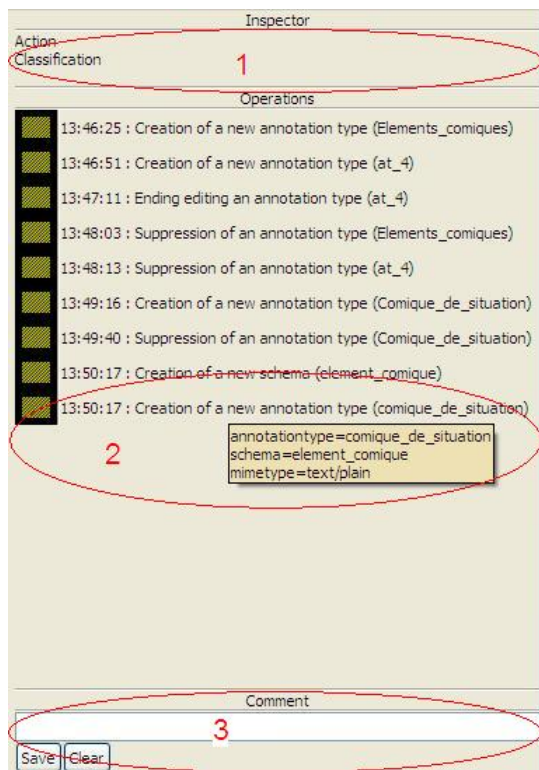 Inspector
Action
Classification
1
Operations
13:46:25 : Creation of a new annotation type (Elements_comiques)
13:46:51 : Creation of a new annotation type (at_4)
13:47:11 : Ending editing an annotation type (at_4)
13:48:03 : Suppression of an annotation type (Elements_comiques)
13:48:13 : Suppression of an annotation type (at_4)
13:49:16 : Creation of a new annotation type (Comique_de_situation)
13:49:40 : Suppression of an annotation type (Comique_de_situation)
13:50:17 : Creation of a new schema (element_comique)
13:50:17 : Creation of a new annotation type (comique_de_situation)
2
annotationtype=comique_de_situation
schema=element_comique
mimetype=text/plain
Comment
3
Save Clear